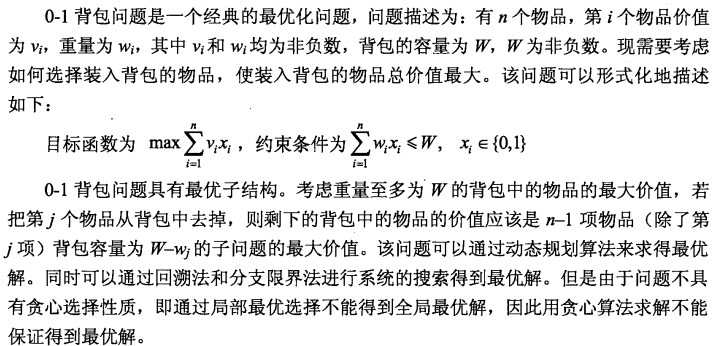 0-1 背包问题是一个经典的最优化问题，问题描述为：有 n 个物品，第 i 个物品价值
为 vᵢ，重量为 wᵢ，其中 vᵢ 和 wᵢ 均为非负数，背包的容量为 W，W 为非负数。现需要考虑
如何选择装入背包的物品，使装入背包的物品总价值最大。该问题可以形式化地描述
如下：
目标函数为 max∑ⁿᵢ₌₁vᵢxᵢ，约束条件为∑ⁿᵢ₌₁wᵢxᵢ≤W， xᵢ∈{0,1}
0-1 背包问题具有最优子结构。考虑重量至多为 W 的背包中的物品的最大价值，若
把第 j 个物品从背包中去掉，则剩下的背包中的物品的价值应该是 n–1 项物品（除了第
j 项）背包容量为 W–wⱼ 的子问题的最大价值。该问题可以通过动态规划算法来求得最优
解。同时可以通过回溯法和分支限界法进行系统的搜索得到最优解。但是由于问题不具
有贪心选择性质，即通过局部最优选择不能得到全局最优解，因此用贪心算法求解不能
保证得到最优解。